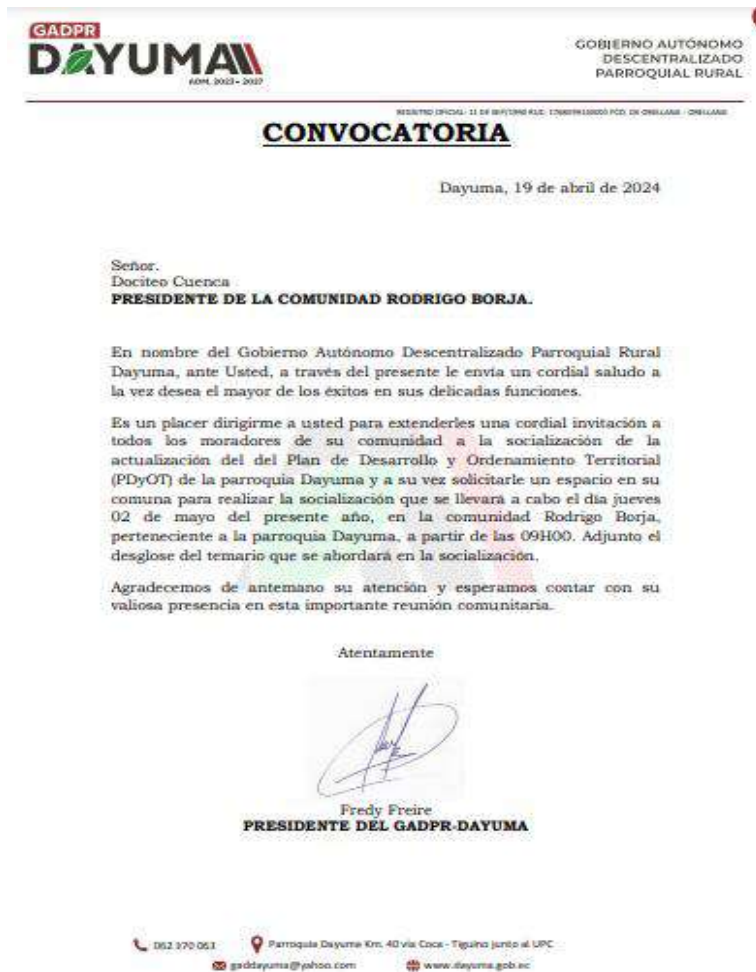 GADPR
DAYUMA
ADM. 2023 - 2027
GOBIERNO AUTÓNOMO
DESCENTRALIZADO
PARROQUIAL RURAL
CONVOCATORIA
Dayuma, 19 de abril de 2024
Señor.
Dociteo Cuenca
PRESIDENTE DE LA COMUNIDAD RODRIGO BORJA.
En nombre del Gobierno Autónomo Descentralizado Parroquial Rural
Dayuma, ante Usted, a través del presente le envía un cordial saludo a
la vez desea el mayor de los éxitos en sus delicadas funciones.
Es un placer dirigirme a usted para extenderles una cordial invitación a
todos los moradores de su comunidad a la socialización de la
actualización del del Plan de Desarrollo y Ordenamiento Territorial
(PDyOT) de la parroquia Dayuma y a su vez solicitarle un espacio en su
comuna para realizar la socialización que se llevará a cabo el día jueves
02 de mayo del presente año, en la comunidad Rodrigo Borja,
perteneciente a la parroquia Dayuma, a partir de las 09H00. Adjunto el
desglose del temario que se abordará en la socialización.
Agradecemos de antemano su atención y esperamos contar con su
valiosa presencia en esta importante reunión comunitaria.
Atentamente
Fredy Freire
PRESIDENTE DEL GADPR-DAYUMA
062 370 063 Parroquia Dayuma Km. 40 vía Coca - Tiguino junto al UPC
gaddayuma@yahoo.com www.dayuma.gob.ec